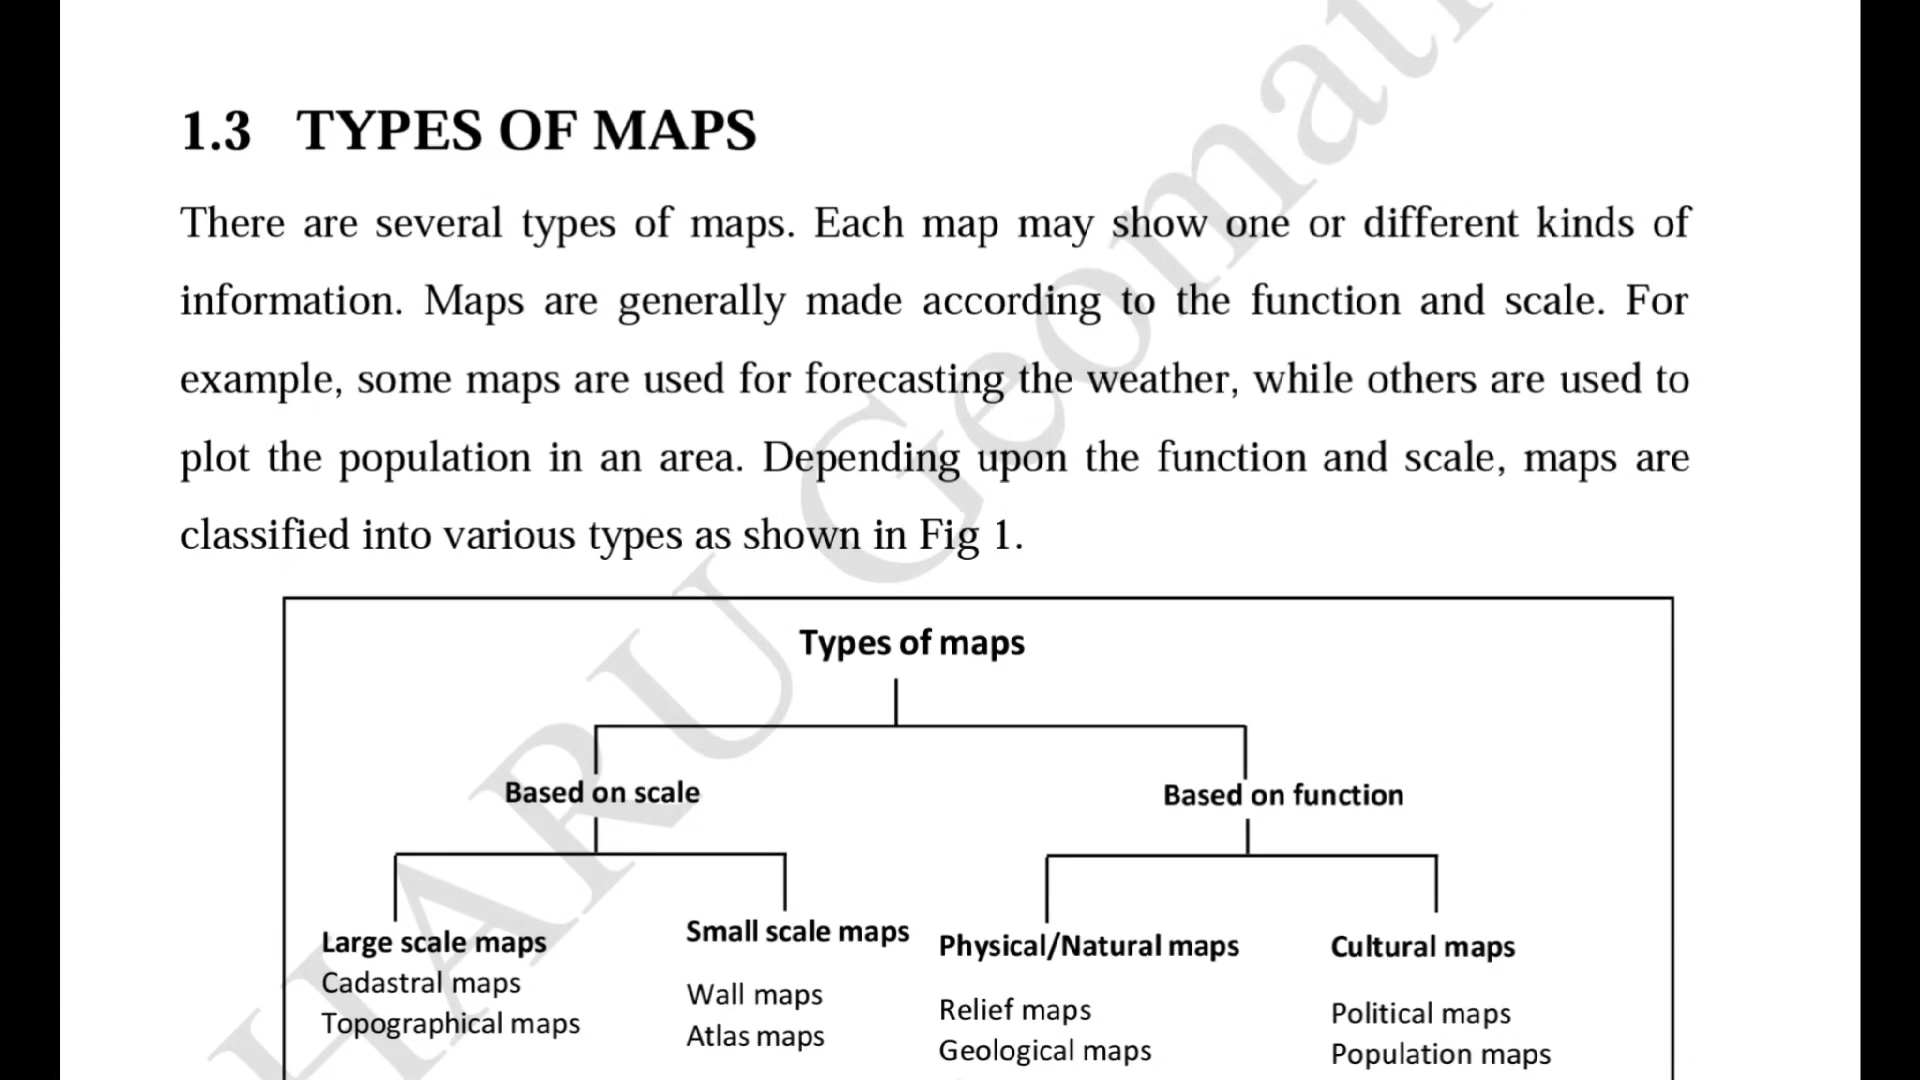 1.3 TYPES OF MAPS
There are several types of maps. Each map may show one or different kinds of
information. Maps are generally made according to the function and scale. For
example, some maps are used for forecasting the weather, while others are used to
plot the population in an area. Depending upon the function and scale, maps are
classified into various types as shown in Fig 1.
Types of maps
Based on scale
Based on function
Large scale maps
Cadastral maps
Topographical maps
Small scale maps
Wall maps
Atlas maps
Physical/Natural maps
Relief maps
Geological maps
Cultural maps
Political maps
Population maps
HARU Geomati